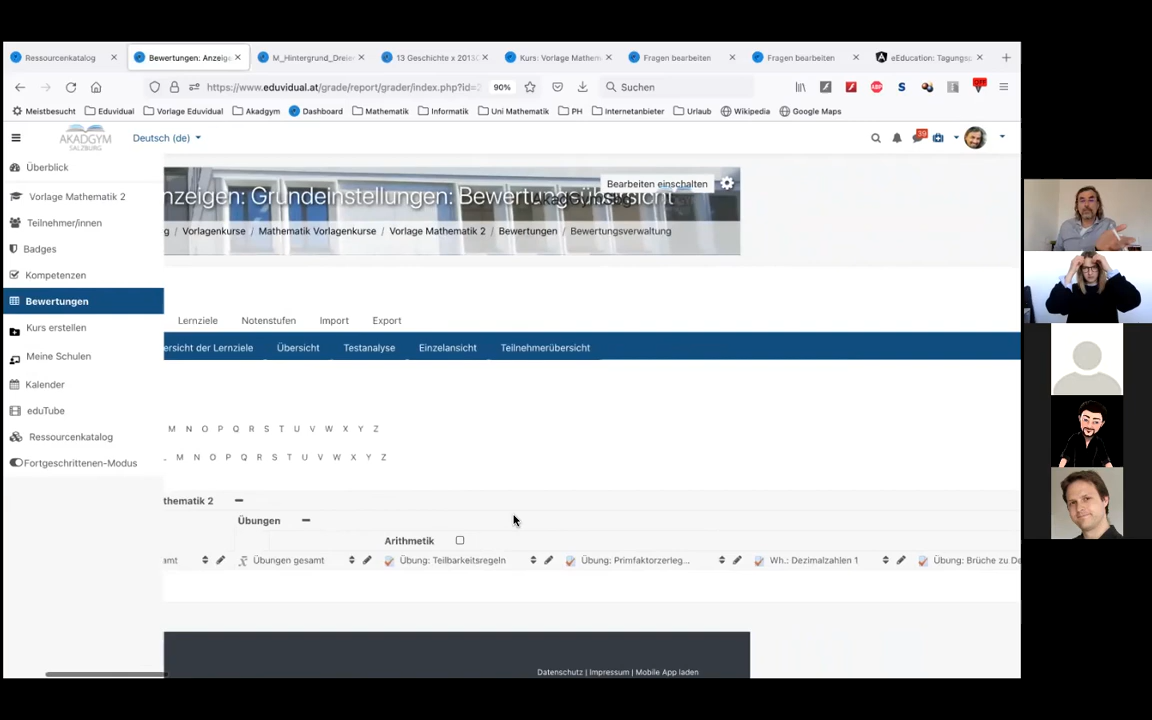 Ressourcenkatalog
Bewertungen: Anzeige
M_Hintergrund_Dreie
13 Geschichte x 2013
Kurs: Vorlage Mathem
Fragen bearbeiten
Fragen bearbeiten
eEducation: Tagungs
https://www.eduvidual.at/grade/report/grader/index.php?id=
90%
Suchen
OFF
Meistbesucht
Eduvidual
Vorlage Eduvidual
Akadgym
Dashboard
Mathematik
Informatik
Uni Mathematik
PH
Internetanbieter
Urlaub
Wikipedia
Google Maps
AKADGYM
SALZBURG
Deutsch (de)
39
Überblick
Vorlage Mathematik 2
Teilnehmer/innen
Badges
Kompetenzen
Bewertungen
Kurs erstellen
Meine Schulen
Kalender
eduTube
Ressourcenkatalog
Fortgeschrittenen-Modus
Bearbeiten einschalten
nzeigen: Grundeinstellungen: Bewertungsübersicht
g / Vorlagenkurse / Mathematik Vorlagenkurse / Vorlage Mathematik 2 / Bewertungen / Bewertungsverwaltung
Lernziele Notenstufen Import Export
ersicht der Lernziele Übersicht Testanalyse Einzelansicht Teilnehmerübersicht
M N O P Q R S T U V W X Y Z
M N O P Q R S T U V W X Y Z
thematik 2
Übungen
Arithmetik
amt
Übungen gesamt
Übung: Teilbarkeitsregeln
Übung: Primfaktorzerleg...
Wh.: Dezimalzahlen 1
Übung: Brüche zu De
Datenschutz | Impressum | Mobile App laden